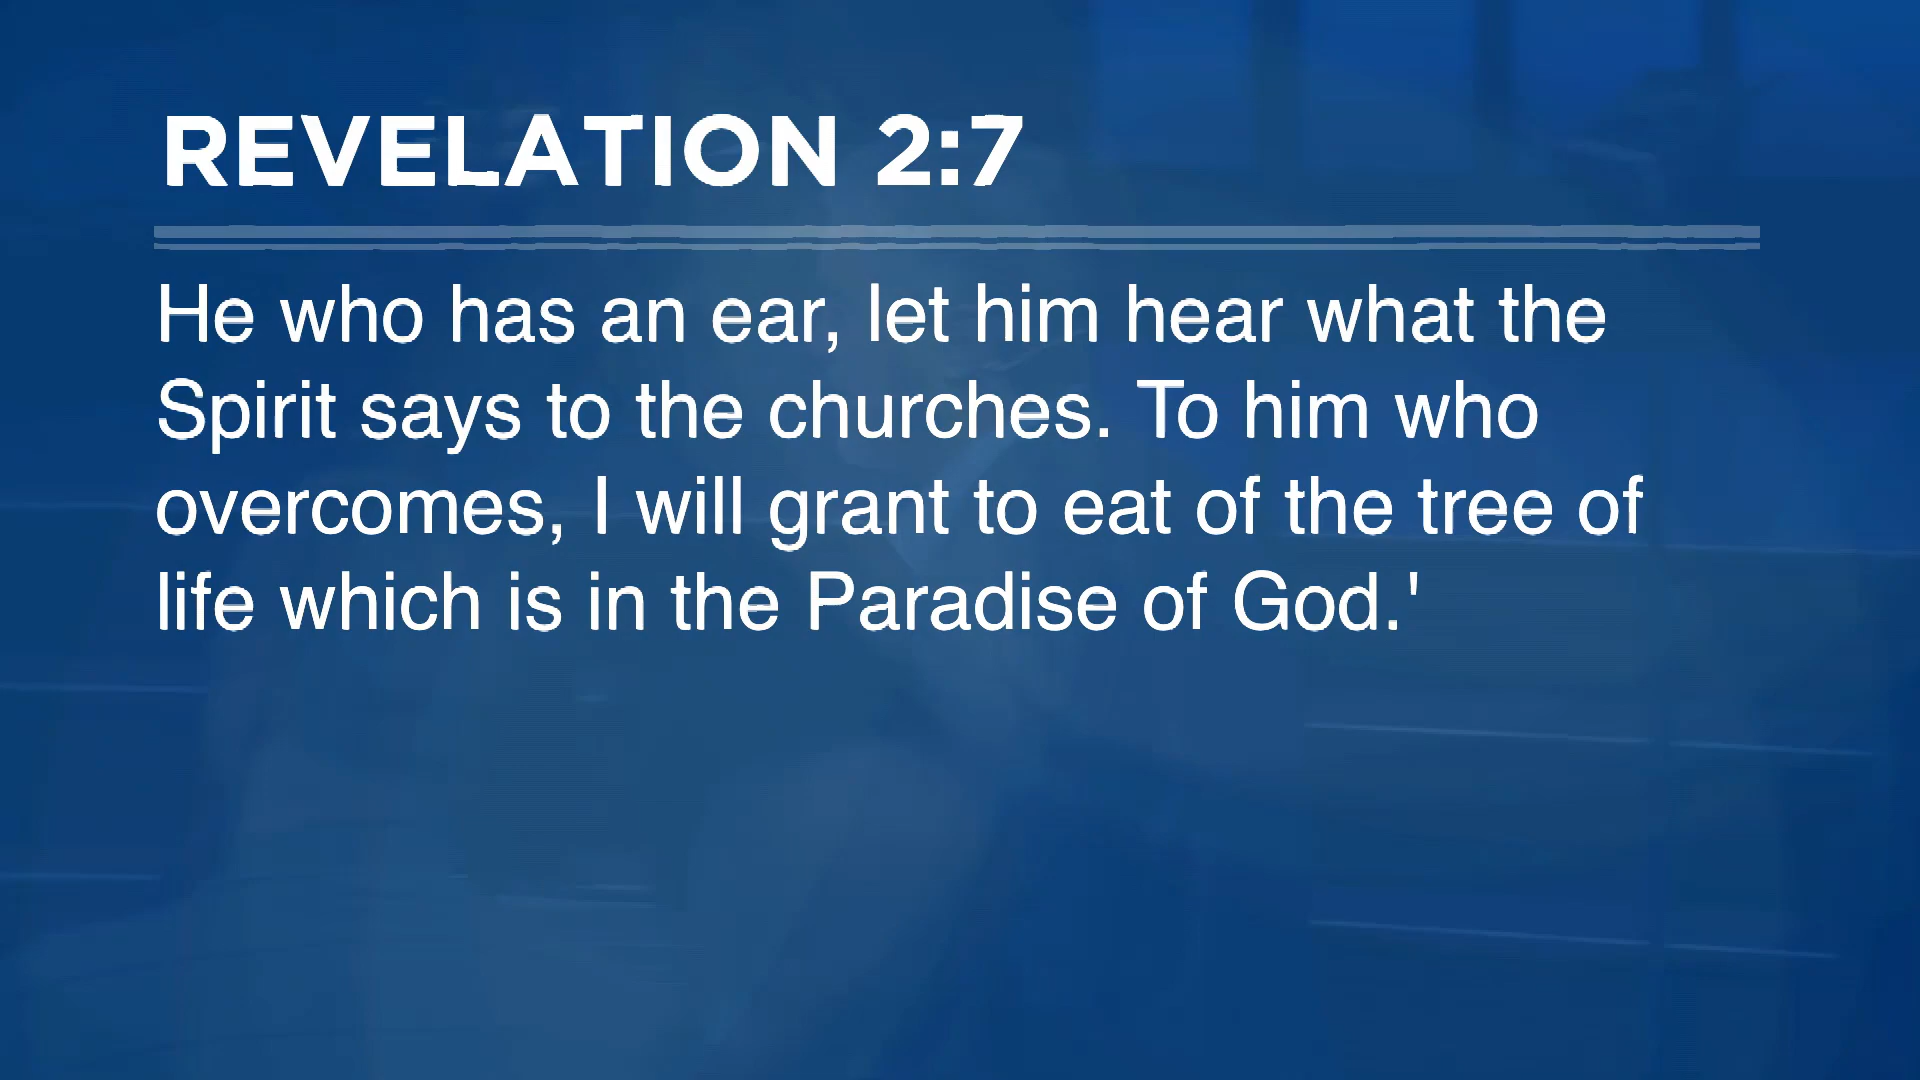 REVELATION 2:7
He who has an ear, let him hear what the
Spirit says to the churches. To him who
overcomes, I will grant to eat of the tree of
life which is in the Paradise of God.'